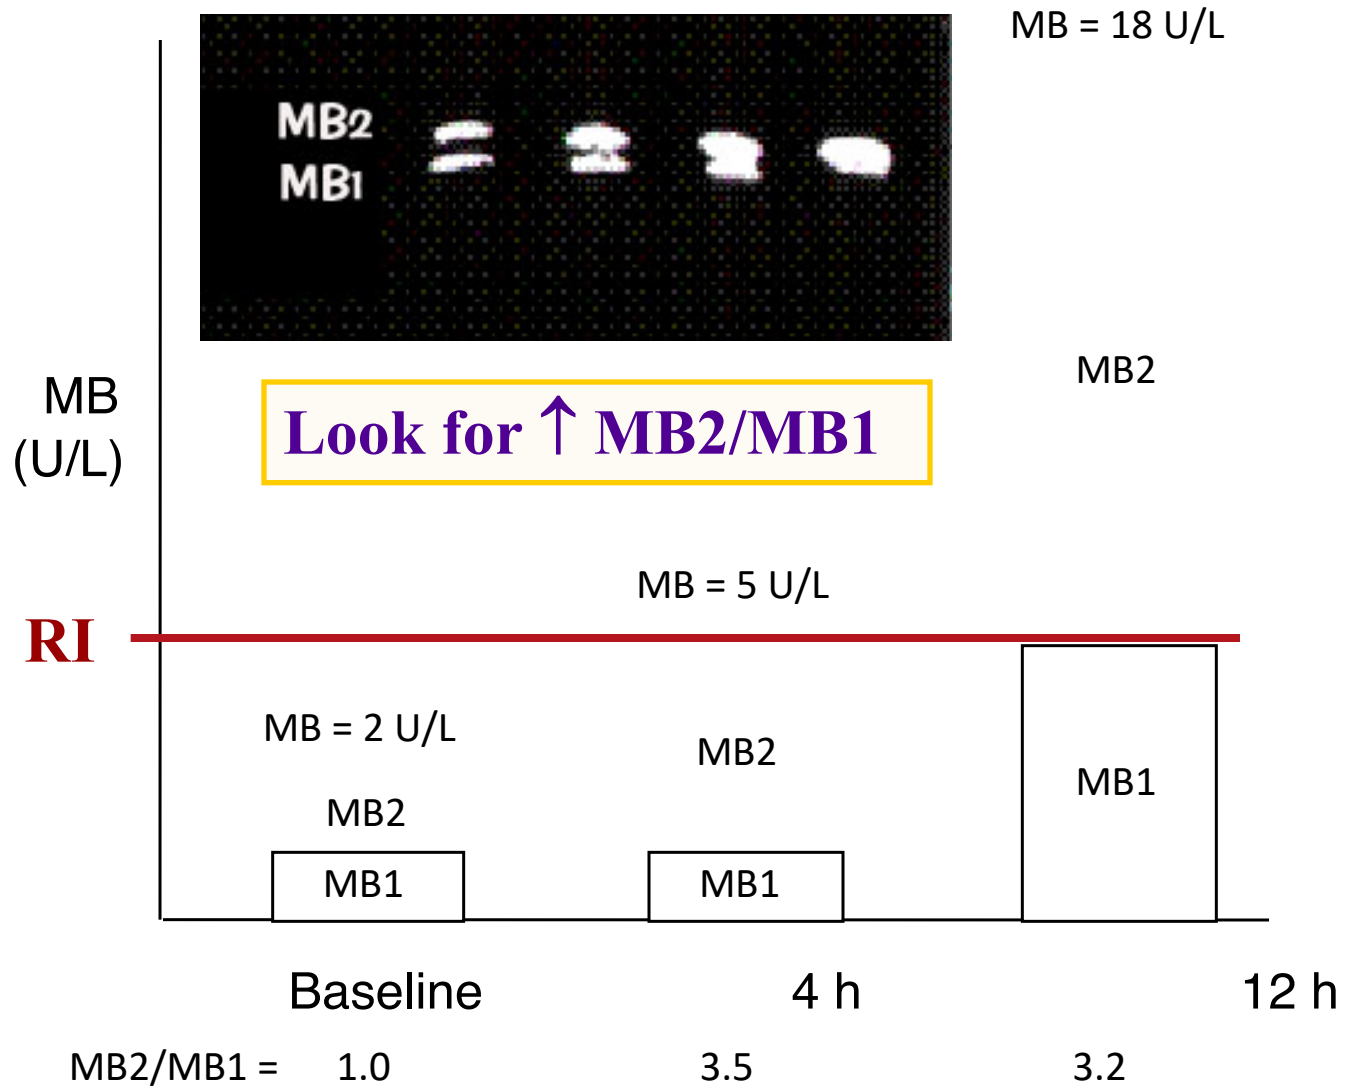 MB = 18 U/L
MB2
MB1
MB2
MB
(U/L)
Look for ↑ MB2/MB1
MB = 5 U/L
RI
MB = 2 U/L
MB2
MB1
MB2
MB1
MB1
Baseline 4 h 12 h
MB2/MB1 = 1.0 3.5 3.2